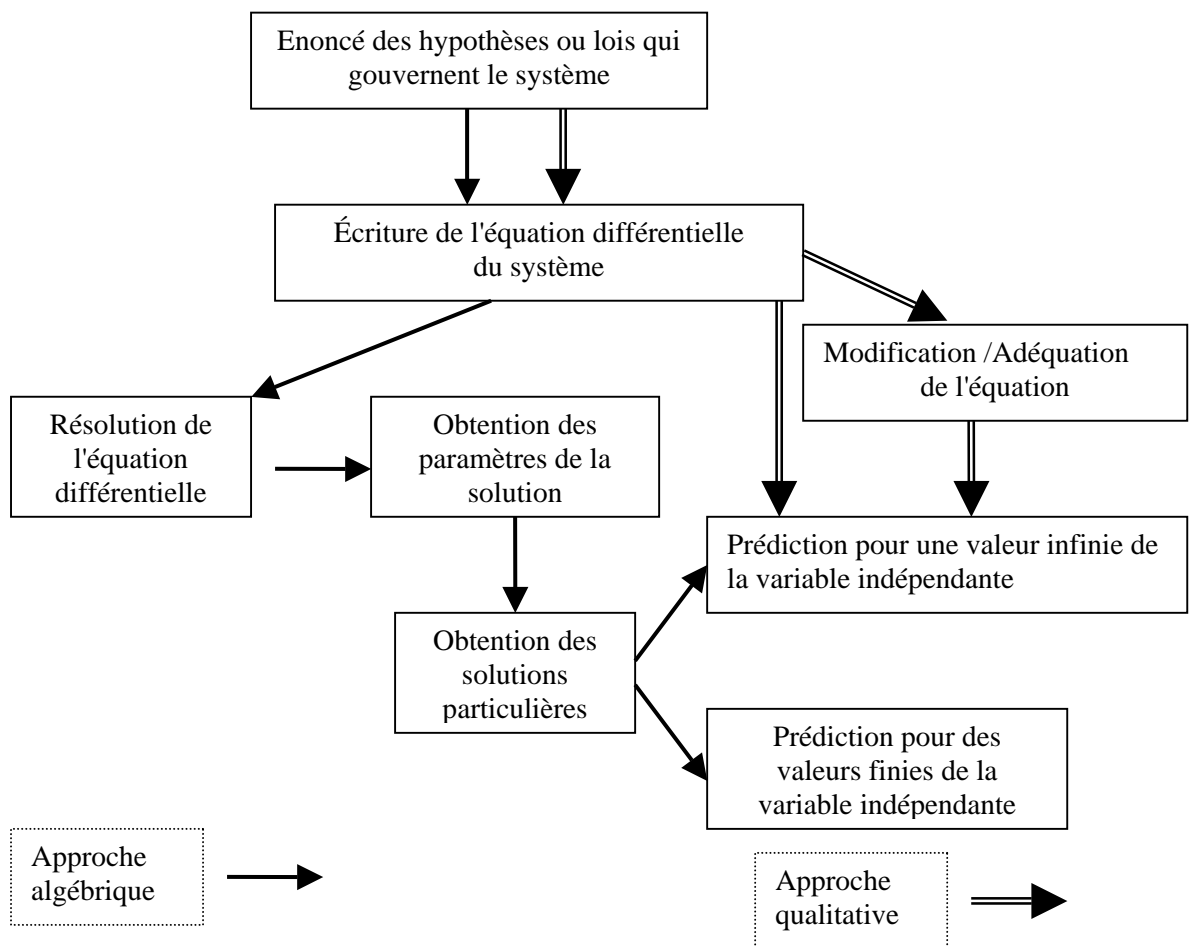 Enoncé des hypothèses ou lois qui
gouvernent le système
Écriture de l'équation différentielle
du système
Modification /Adéquation
de l'équation
Résolution de
l'équation
différentielle
Obtention des
paramètres de la
solution
Prédiction pour une valeur infinie de
la variable indépendante
Obtention des
solutions
particulières
Prédiction pour des
valeurs finies de la
variable indépendante
Approche
algébrique
Approche
qualitative